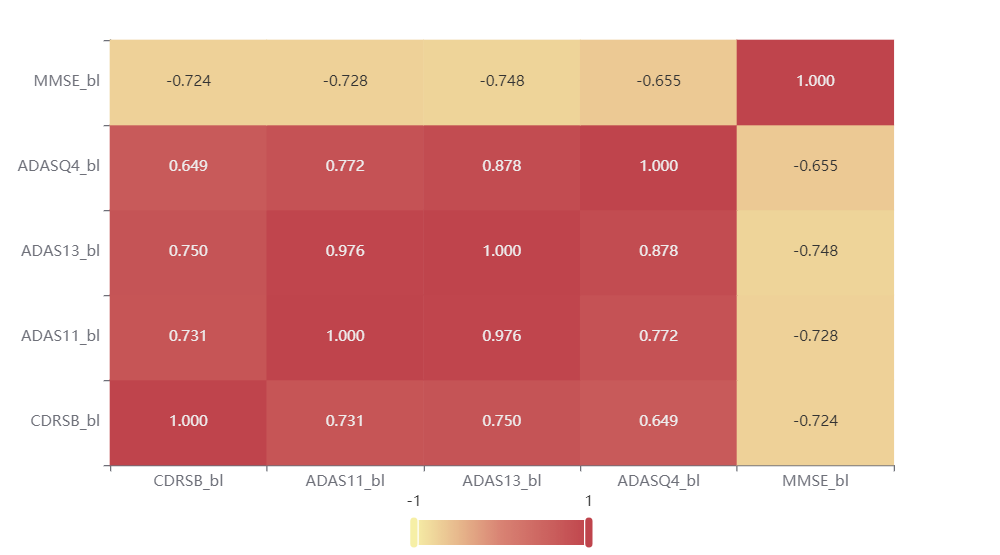 MMSE_bl -0.724 -0.728 -0.748 -0.655 1.000
ADASQ4_bl 0.649 0.772 0.878 1.000 -0.655
ADAS13_bl 0.750 0.976 1.000 0.878 -0.748
ADAS11_bl 0.731 1.000 0.976 0.772 -0.728
CDRSB_bl 1.000 0.731 0.750 0.649 -0.724
CDRSB_bl ADAS11_bl ADAS13_bl ADASQ4_bl MMSE_bl
-1 1